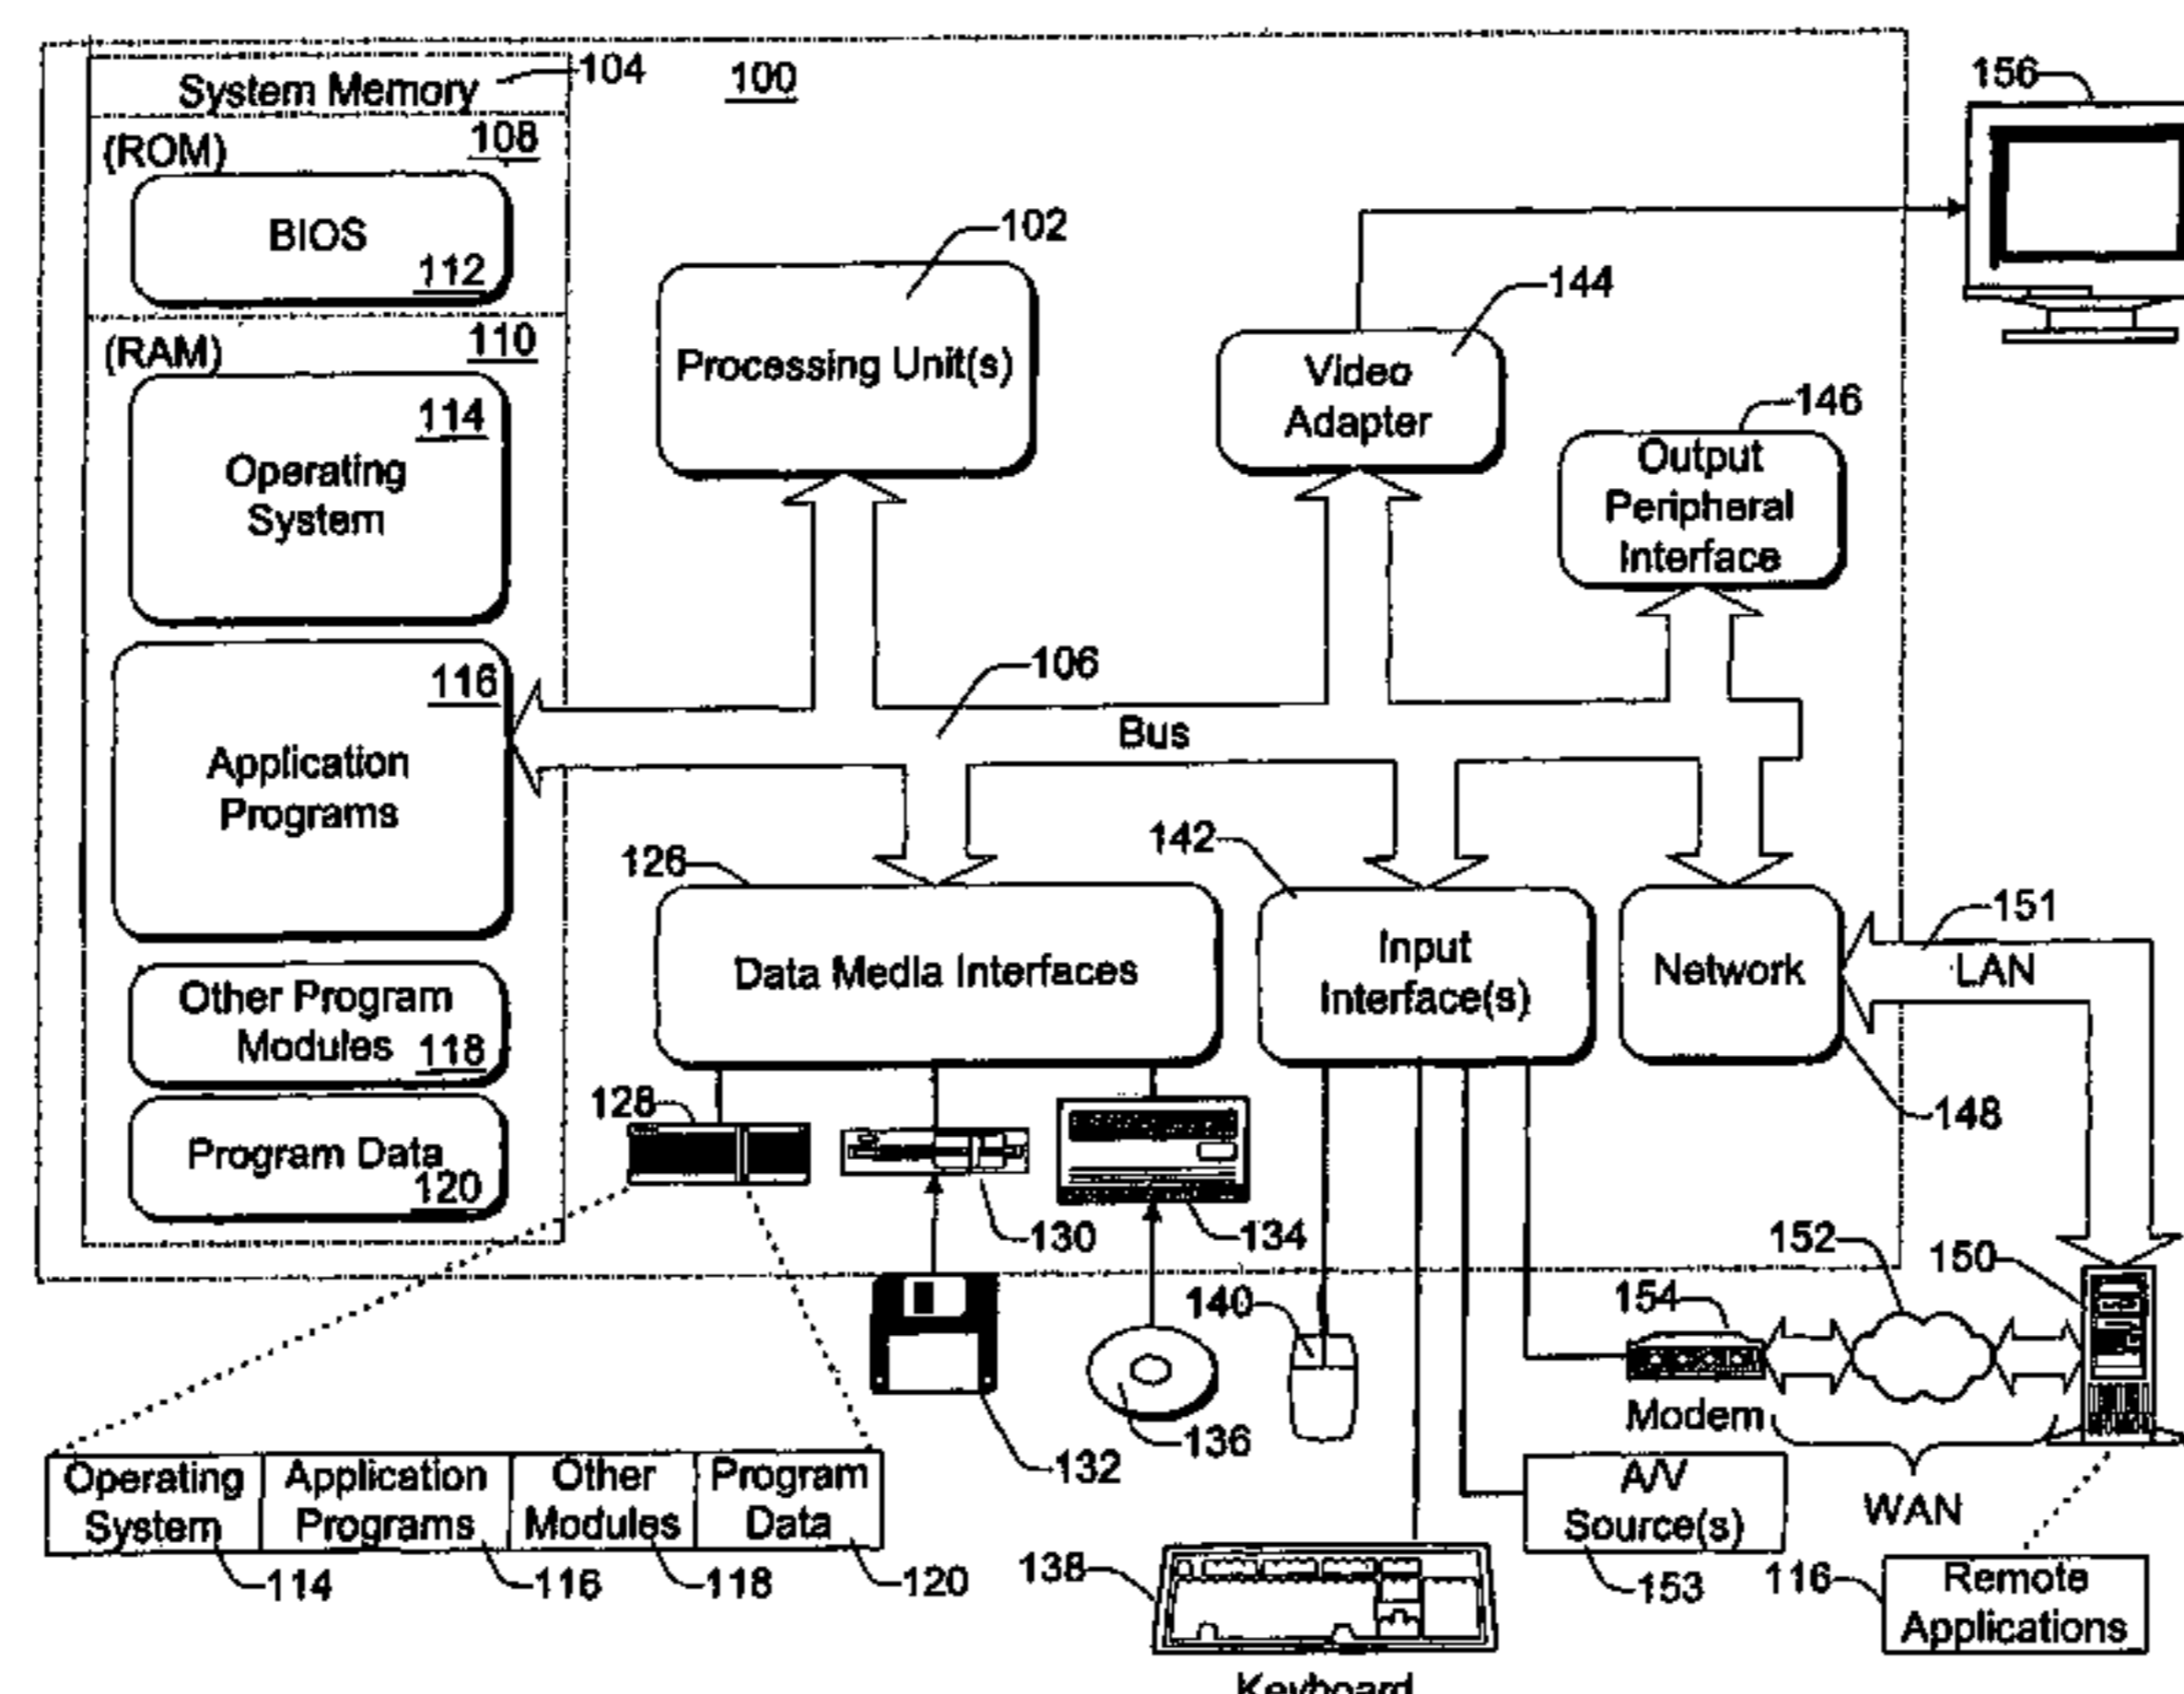 System Memory
104
100
156
(ROM)
108
BIOS
112
102
144
(RAM)
110
Processing Unit(s)
Video
Adapter
146
114
Operating
System
Output
Peripheral
Interface
106
116
Bus
Application
Programs
126
142
151
Data Media Interfaces
Input
Interface(s)
Network
LAN
Other Program
Modules
118
128
148
Program Data
120
130
134
152
150
140
154
136
Modem
132
Operating
System
Application
Programs
Other
Modules
Program
Data
A/V
Source(s)
WAN
114
116
118
120
138
153
116
Remote
Applications
Keyboard